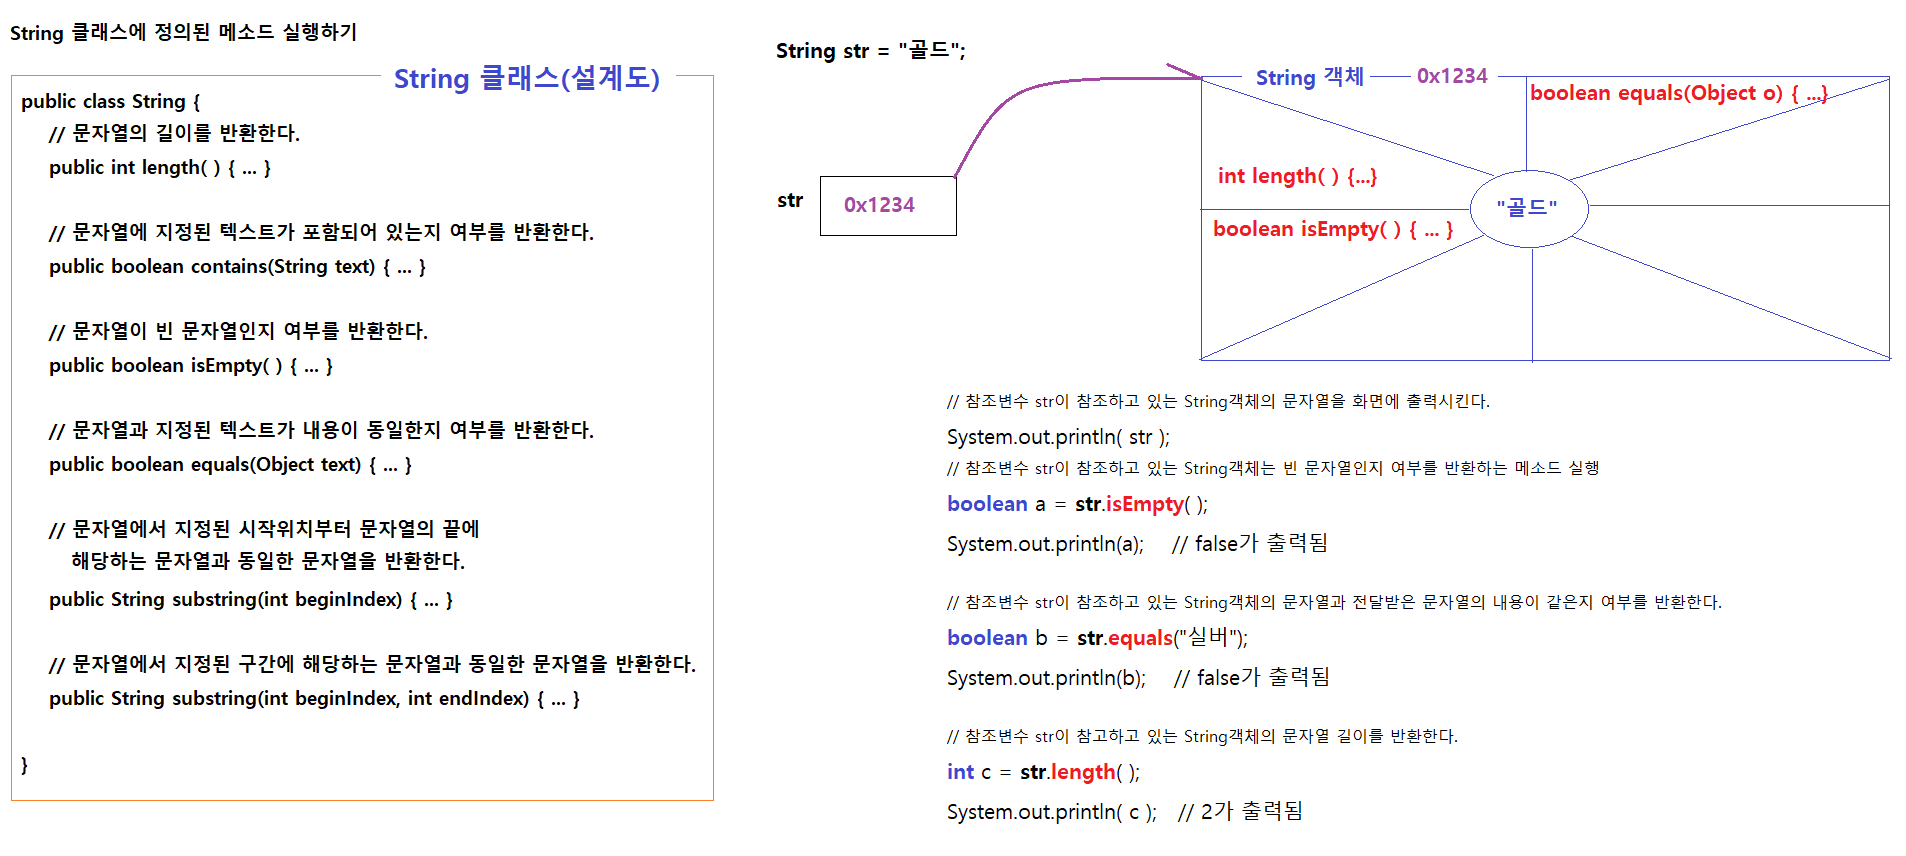 String 클래스에 정의된 메소드 실행하기
String 클래스(설계도)
public class String {
// 문자열의 길이를 반환한다.
public int length( ) { ... }
// 문자열에 지정된 텍스트가 포함되어 있는지 여부를 반환한다.
public boolean contains(String text) { ... }
// 문자열이 빈 문자열인지 여부를 반환한다.
public boolean isEmpty( ) { ... }
// 문자열과 지정된 텍스트가 내용이 동일한지 여부를 반환한다.
public boolean equals(Object text) { ... }
// 문자열에서 지정된 시작위치부터 문자열의 끝에
해당하는 문자열과 동일한 문자열을 반환한다.
public String substring(int beginIndex) { ... }
// 문자열에서 지정된 구간에 해당하는 문자열과 동일한 문자열을 반환한다.
public String substring(int beginIndex, int endIndex) { ... }
}
String str = "골드";
str
0x1234
String 객체
0x1234
boolean equals(Object o) { ...}
int length( ) {...}
"골드"
boolean isEmpty( ) { ... }
// 참조변수 str이 참조하고 있는 String객체의 문자열을 화면에 출력시킨다.
System.out.println( str );
// 참조변수 str이 참조하고 있는 String객체는 빈 문자열인지 여부를 반환하는 메소드 실행
boolean a = str.isEmpty( );
System.out.println(a); // false가 출력됨
// 참조변수 str이 참조하고 있는 String객체의 문자열과 전달받은 문자열의 내용이 같은지 여부를 반환한다.
boolean b = str.equals("실버");
System.out.println(b); // false가 출력됨
// 참조변수 str이 참고하고 있는 String객체의 문자열 길이를 반환한다.
int c = str.length( );
System.out.println( c ); // 2가 출력됨